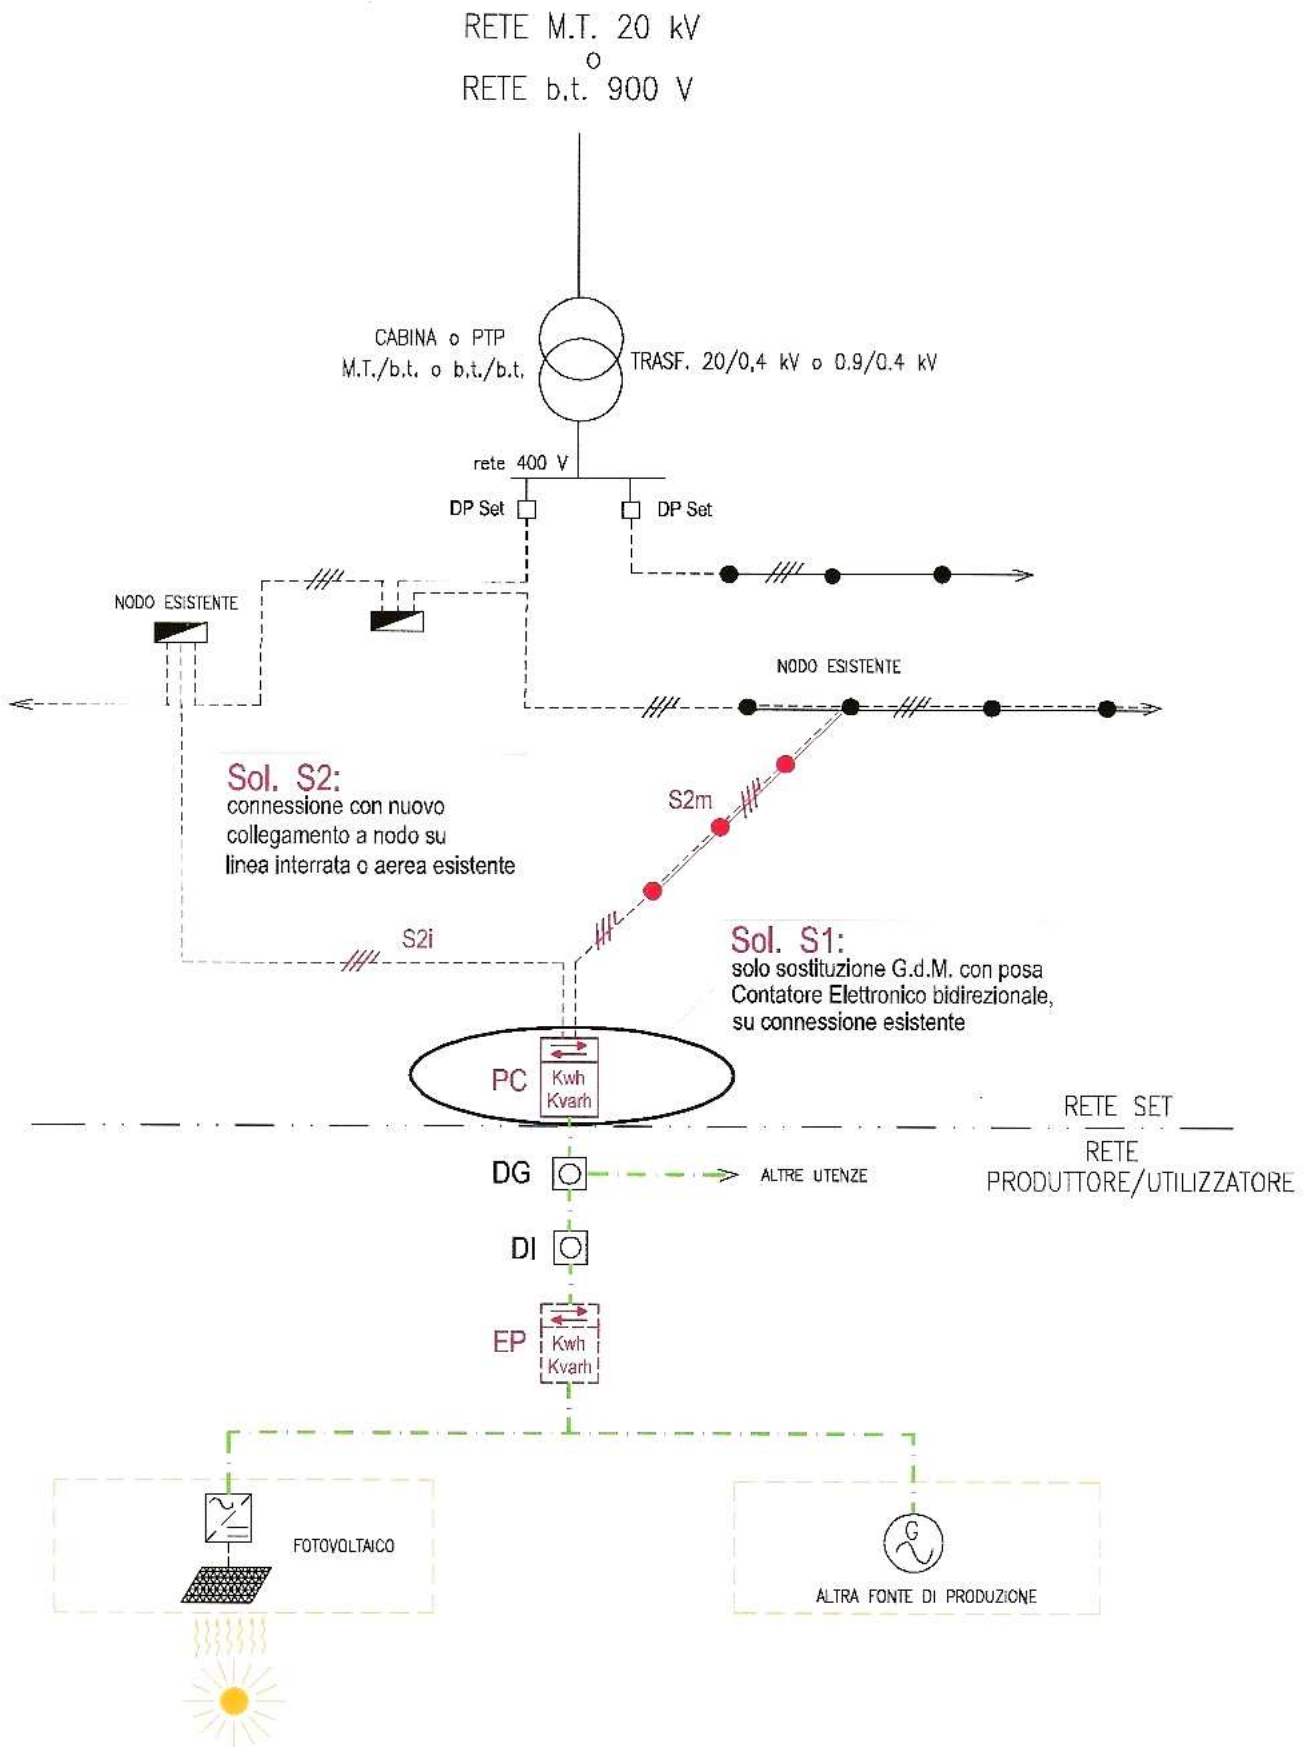 RETE M.T. 20 kV
o
RETE b.t. 900 V
CABINA o PTP
M.T./b.t. o b.t./b.t.
TRASF. 20/0,4 kV o 0.9/0.4 kV
rete 400 V
DP Set
DP Set
NODO ESISTENTE
NODO ESISTENTE
Sol. S2:
connessione con nuovo
collegamento a nodo su
linea interrata o aerea esistente
S2m
S2i
Sol. S1:
solo sostituzione G.d.M. con posa
Contatore Elettronico bidirezionale,
su connessione esistente
PC
Kwh
Kvarh
RETE SET
RETE
PRODUTTORE/UTILIZZATORE
DG
ALTRE UTENZE
DI
EP
Kwh
Kvarh
FOTOVOLTAICO
G
ALTRA FONTE DI PRODUZIONE